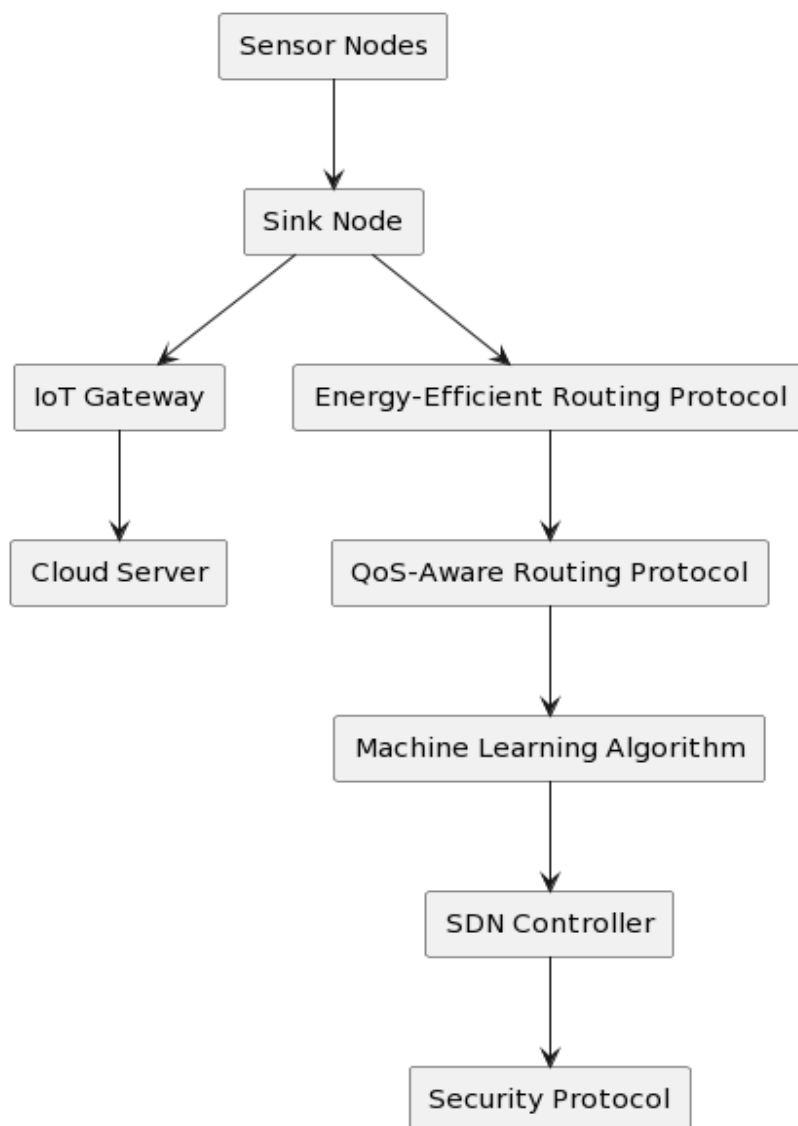 Sensor Nodes
Sink Node
IoT Gateway
Energy-Efficient Routing Protocol
Cloud Server
QoS-Aware Routing Protocol
Machine Learning Algorithm
SDN Controller
Security Protocol